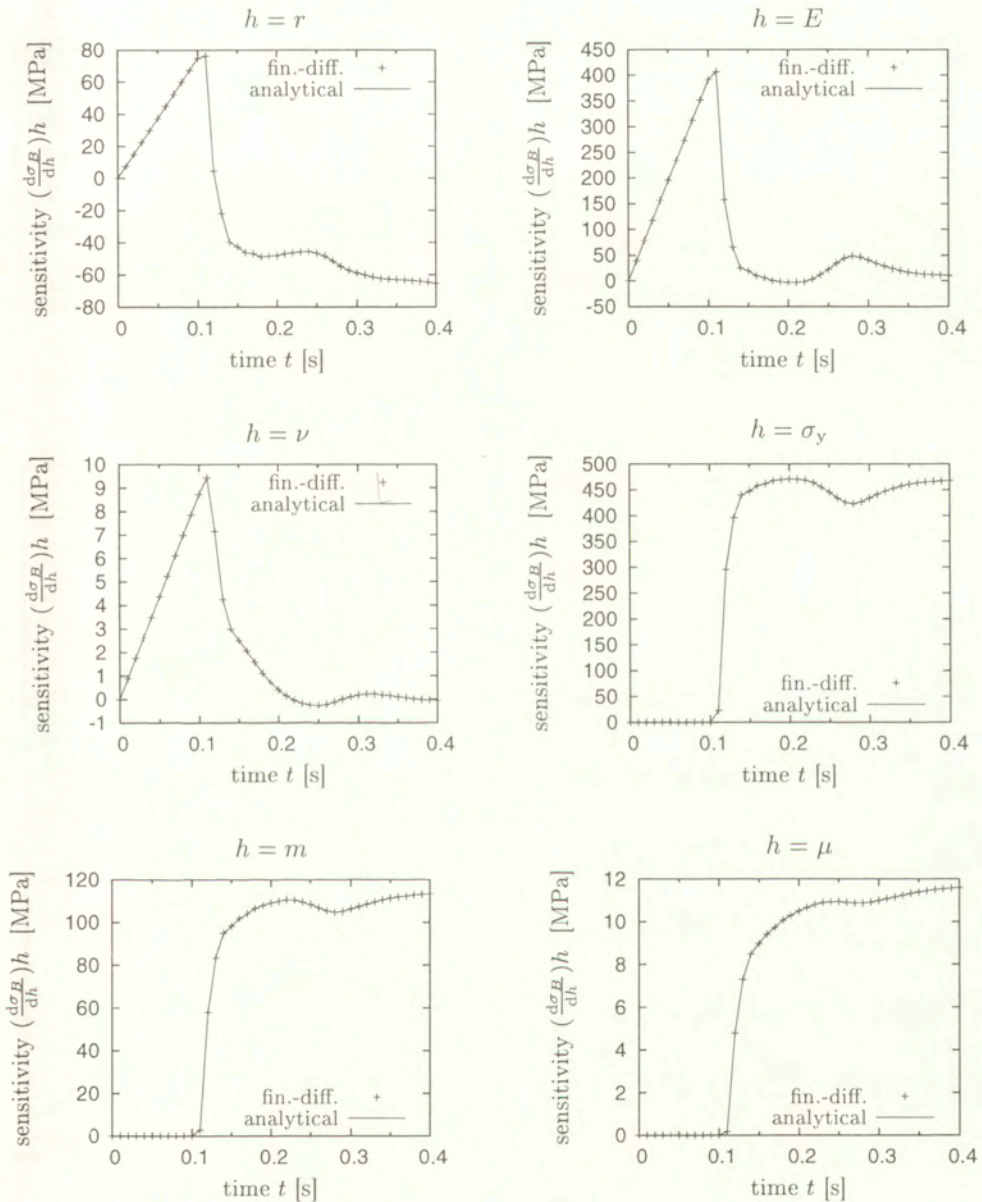 h = r
80
60
40
20
0
-20
-40
-60
-80
sensitivity (dσB/dh)h [MPa]
fin.-diff.
analytical
0 0.1 0.2 0.3 0.4
time t [s]
h = E
450
400
350
300
250
200
150
100
50
0
-50
sensitivity (dσB/dh)h [MPa]
fin.-diff.
analytical
0 0.1 0.2 0.3 0.4
time t [s]
h = ν
10
9
8
7
6
5
4
3
2
1
0
-1
sensitivity (dσB/dh)h [MPa]
fin.-diff.
analytical
0 0.1 0.2 0.3 0.4
time t [s]
h = σy
500
450
400
350
300
250
200
150
100
50
0
sensitivity (dσB/dh)h [MPa]
fin.-diff.
analytical
0 0.1 0.2 0.3 0.4
time t [s]
h = m
120
100
80
60
40
20
0
sensitivity (dσB/dh)h [MPa]
fin.-diff.
analytical
0 0.1 0.2 0.3 0.4
time t [s]
h = μ
12
10
8
6
4
2
0
sensitivity (dσB/dh)h [MPa]
fin.-diff.
analytical
0 0.1 0.2 0.3 0.4
time t [s]